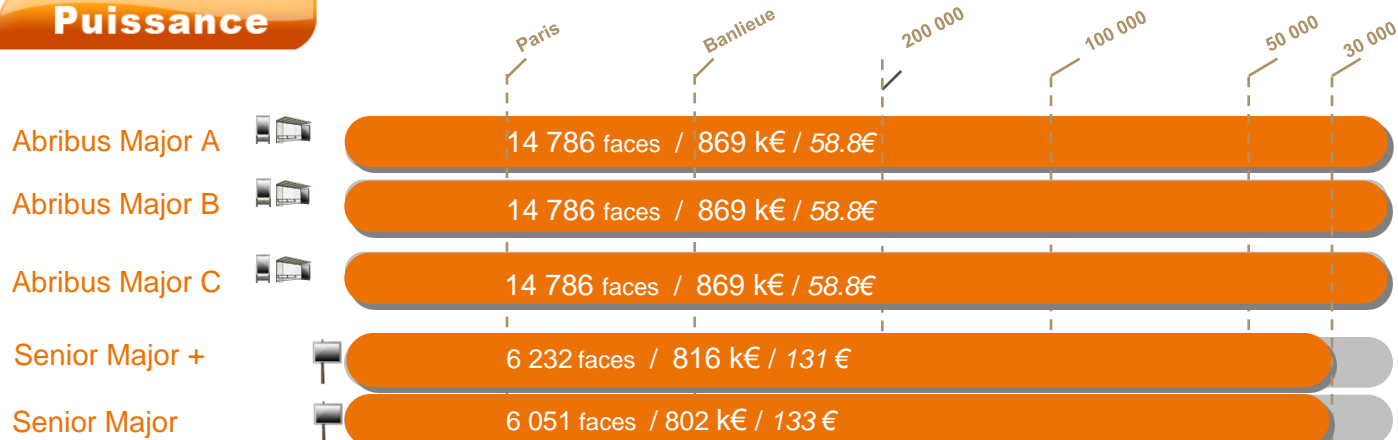 Puissance
Paris
Banlieue
200 000
100 000
50 000
30 000
Abribus Major A
14 786 faces / 869 k€ / 58.8€
Abribus Major B
14 786 faces / 869 k€ / 58.8€
Abribus Major C
14 786 faces / 869 k€ / 58.8€
Senior Major +
6 232 faces / 816 k€ / 131 €
Senior Major
6 051 faces / 802 k€ / 133 €